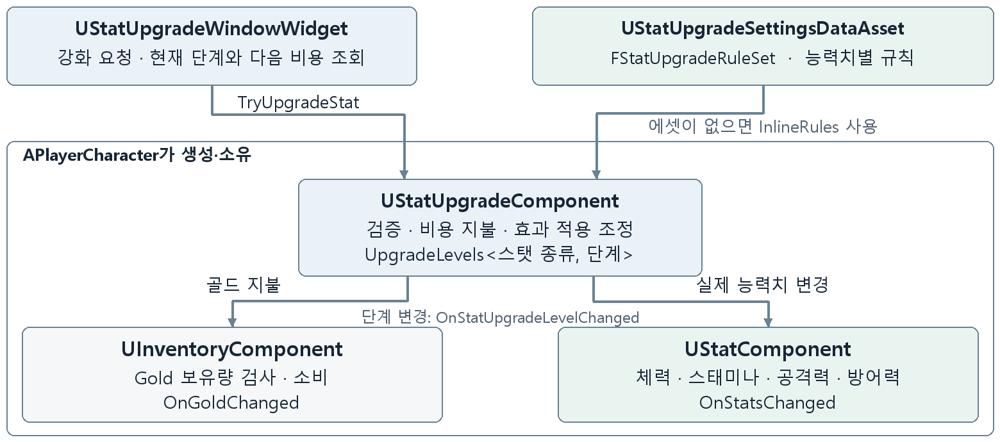 UStatUpgradeWindowWidget
강화 요청 · 현재 단계와 다음 비용 조회
UStatUpgradeSettingsDataAsset
FStatUpgradeRuleSet · 능력치별 규칙
TryUpgradeStat
에셋이 없으면 InlineRules 사용
APlayerCharacter가 생성·소유
UStatUpgradeComponent
검증 · 비용 지불 · 효과 적용 조정
UpgradeLevels<스탯 종류, 단계>
골드 지불
실제 능력치 변경
단계 변경: OnStatUpgradeLevelChanged
UInventoryComponent
Gold 보유량 검사 · 소비
OnGoldChanged
UStatComponent
체력 · 스태미나 · 공격력 · 방어력
OnStatsChanged